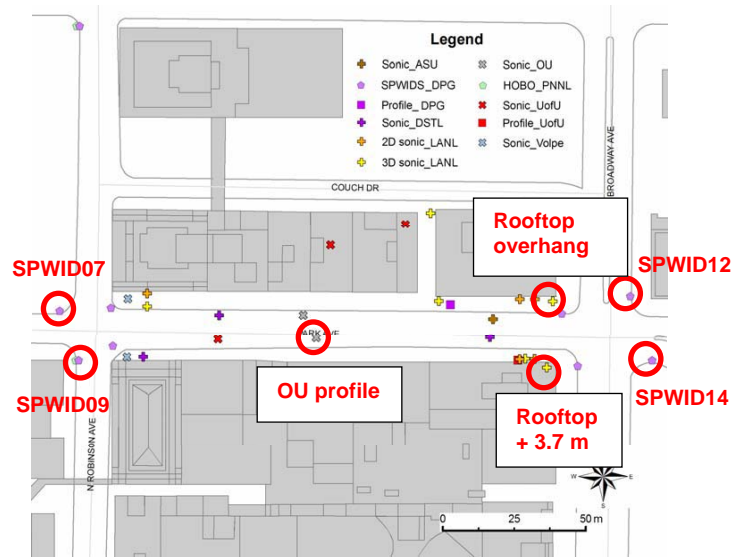 Legend
Sonic_ASU
Sonic_OU
SPWIDS_DPG
HOBO_PNNL
Profile_DPG
Sonic_UofU
Sonic_DSTL
Profile_UofU
2D sonic_LANL
Sonic_Volpe
3D sonic_LANL
COUCH DR
BROADWAY AVE
Rooftop
overhang
SPWID07
SPWID12
PARK AVE
OU profile
SPWID09
SPWID14
Rooftop
+ 3.7 m
N ROBINSON AVE
N
W
E
S
0 25 50 m